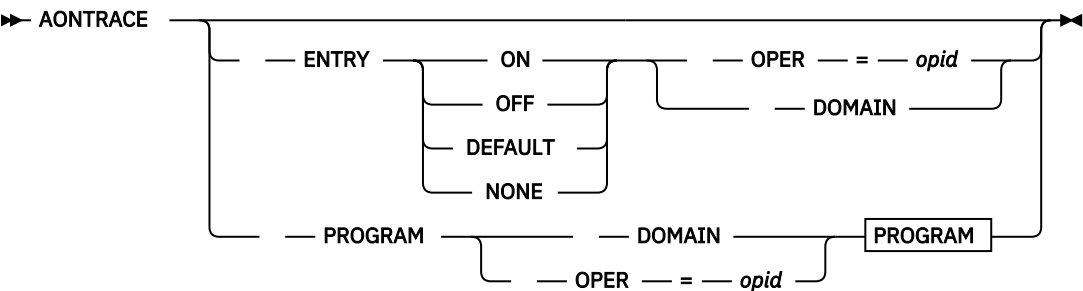 AONTRACE
ENTRY ON OPER = opid
OFF DOMAIN
DEFAULT
NONE
PROGRAM DOMAIN PROGRAM
OPER = opid